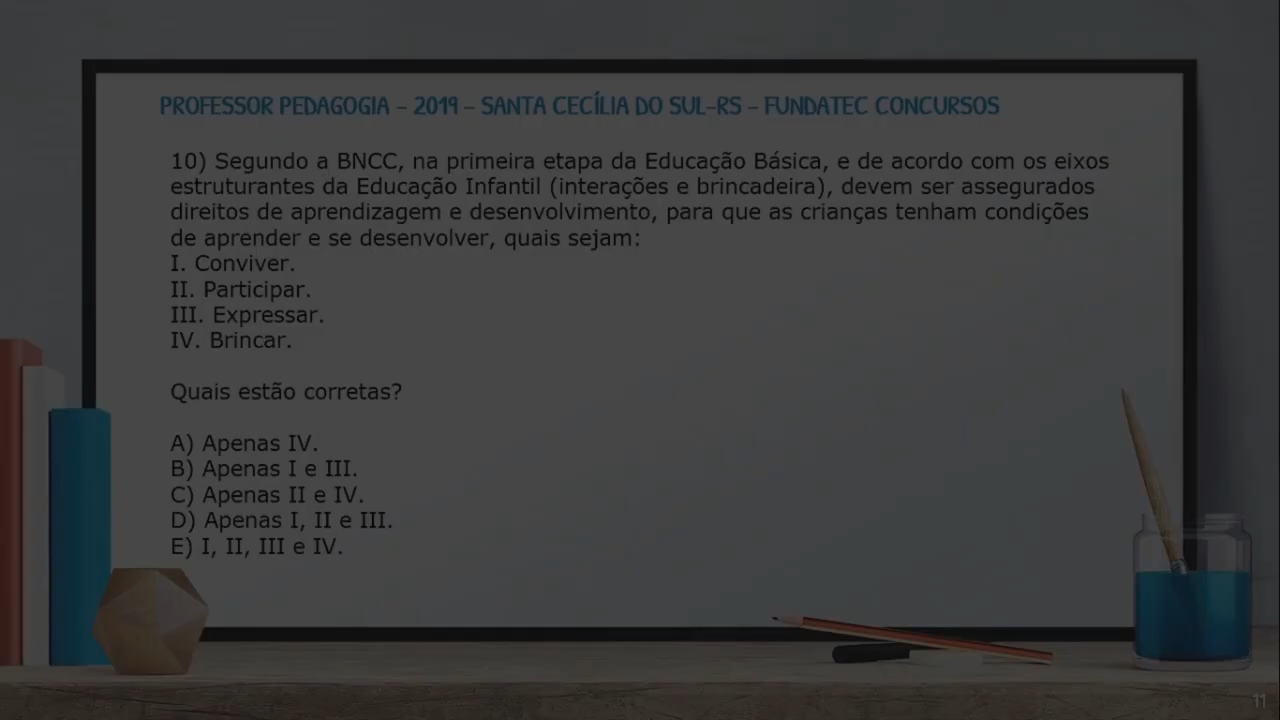 PROFESSOR PEDAGOGIA – 2019 – SANTA CECÍLIA DO SUL-RS – FUNDATEC CONCURSOS
10) Segundo a BNCC, na primeira etapa da Educação Básica, e de acordo com os eixos
estruturantes da Educação Infantil (interações e brincadeira), devem ser assegurados
direitos de aprendizagem e desenvolvimento, para que as crianças tenham condições
de aprender e se desenvolver, quais sejam:
I. Conviver.
II. Participar.
III. Expressar.
IV. Brincar.
Quais estão corretas?
A) Apenas IV.
B) Apenas I e III.
C) Apenas II e IV.
D) Apenas I, II e III.
E) I, II, III e IV.
11